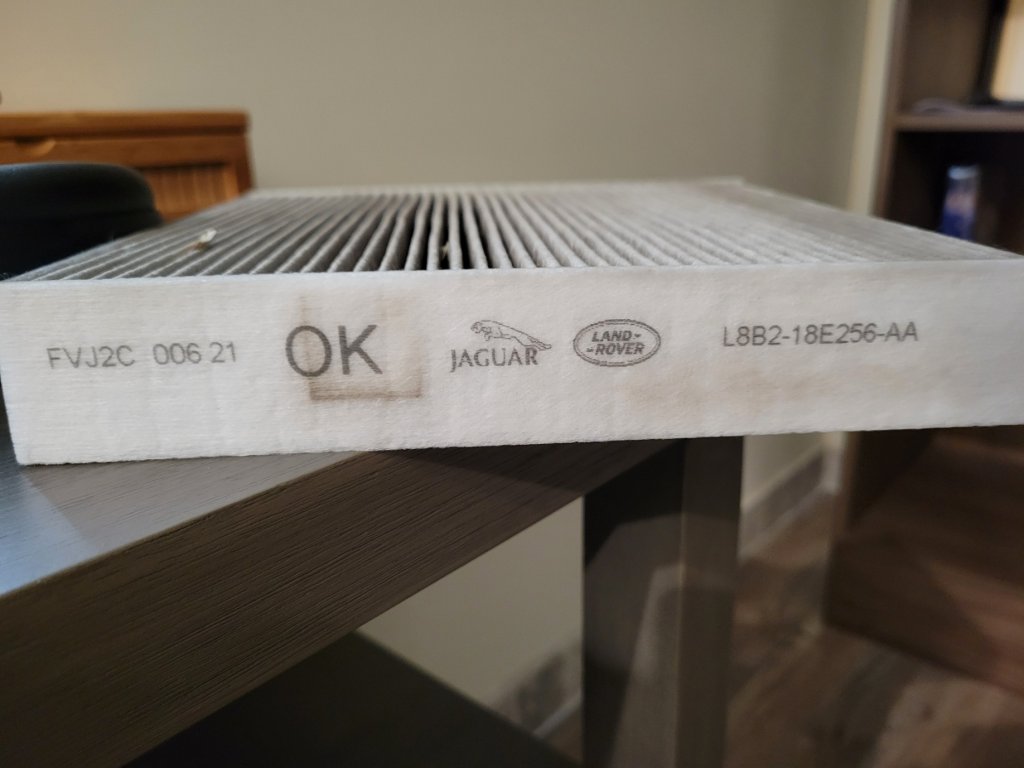 FVJ2C 006 21 OK JAGUAR LAND-
-ROVER L8B2-18E256-AA